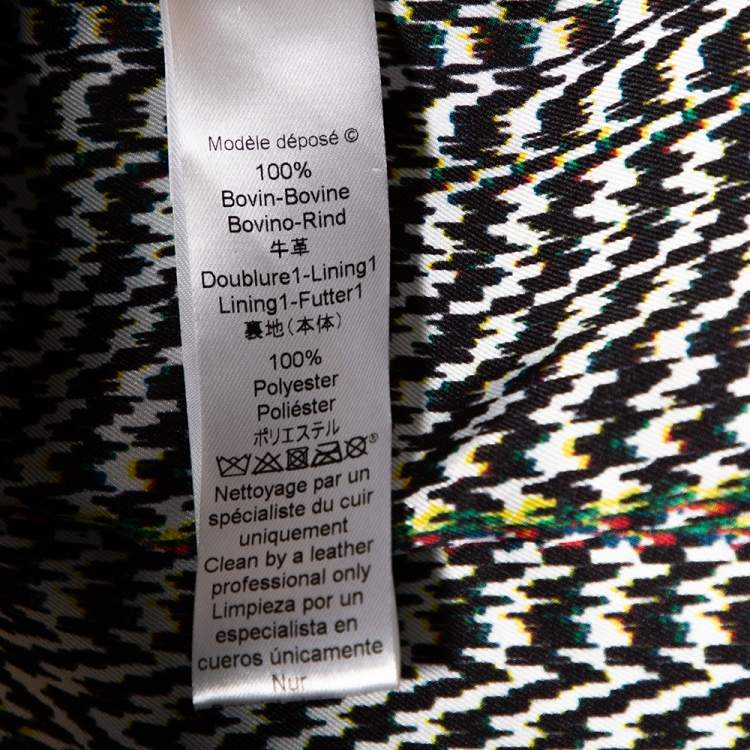 Modèle déposé ©
100%
Bovin-Bovine
Bovino-Rind
牛革
Doublure1-Lining1
Lining1-Futter1
裏地(本体)
100%
Polyester
Poliéster
ポリエステル
Nettoyage par un
spécialiste du cuir
uniquement
Clean by a leather
professional only
Limpieza por un
especialista en
cueros únicamente
Nur